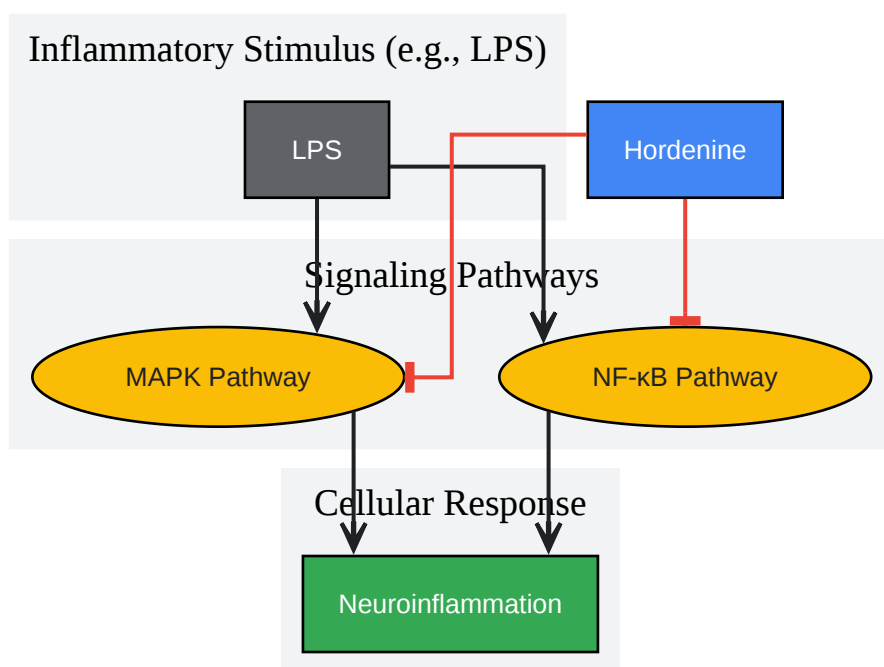 Inflammatory Stimulus (e.g., LPS)
LPS
Hordenine
Signaling Pathways
MAPK Pathway
NF-κB Pathway
Cellular Response
Neuroinflammation